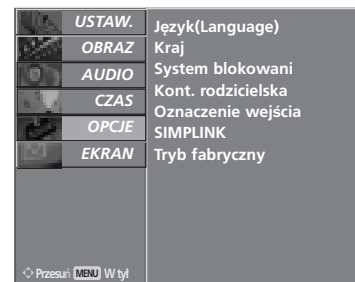 USTAW.
OBRAZ
AUDIO
CZAS
OPCJE
EKRAN
Język(Language)
Kraj
System blokowani
Kont. rodzicielska
Oznaczenie wejścia
SIMPLINK
Tryb fabryczny
Przesuń MENU W tył